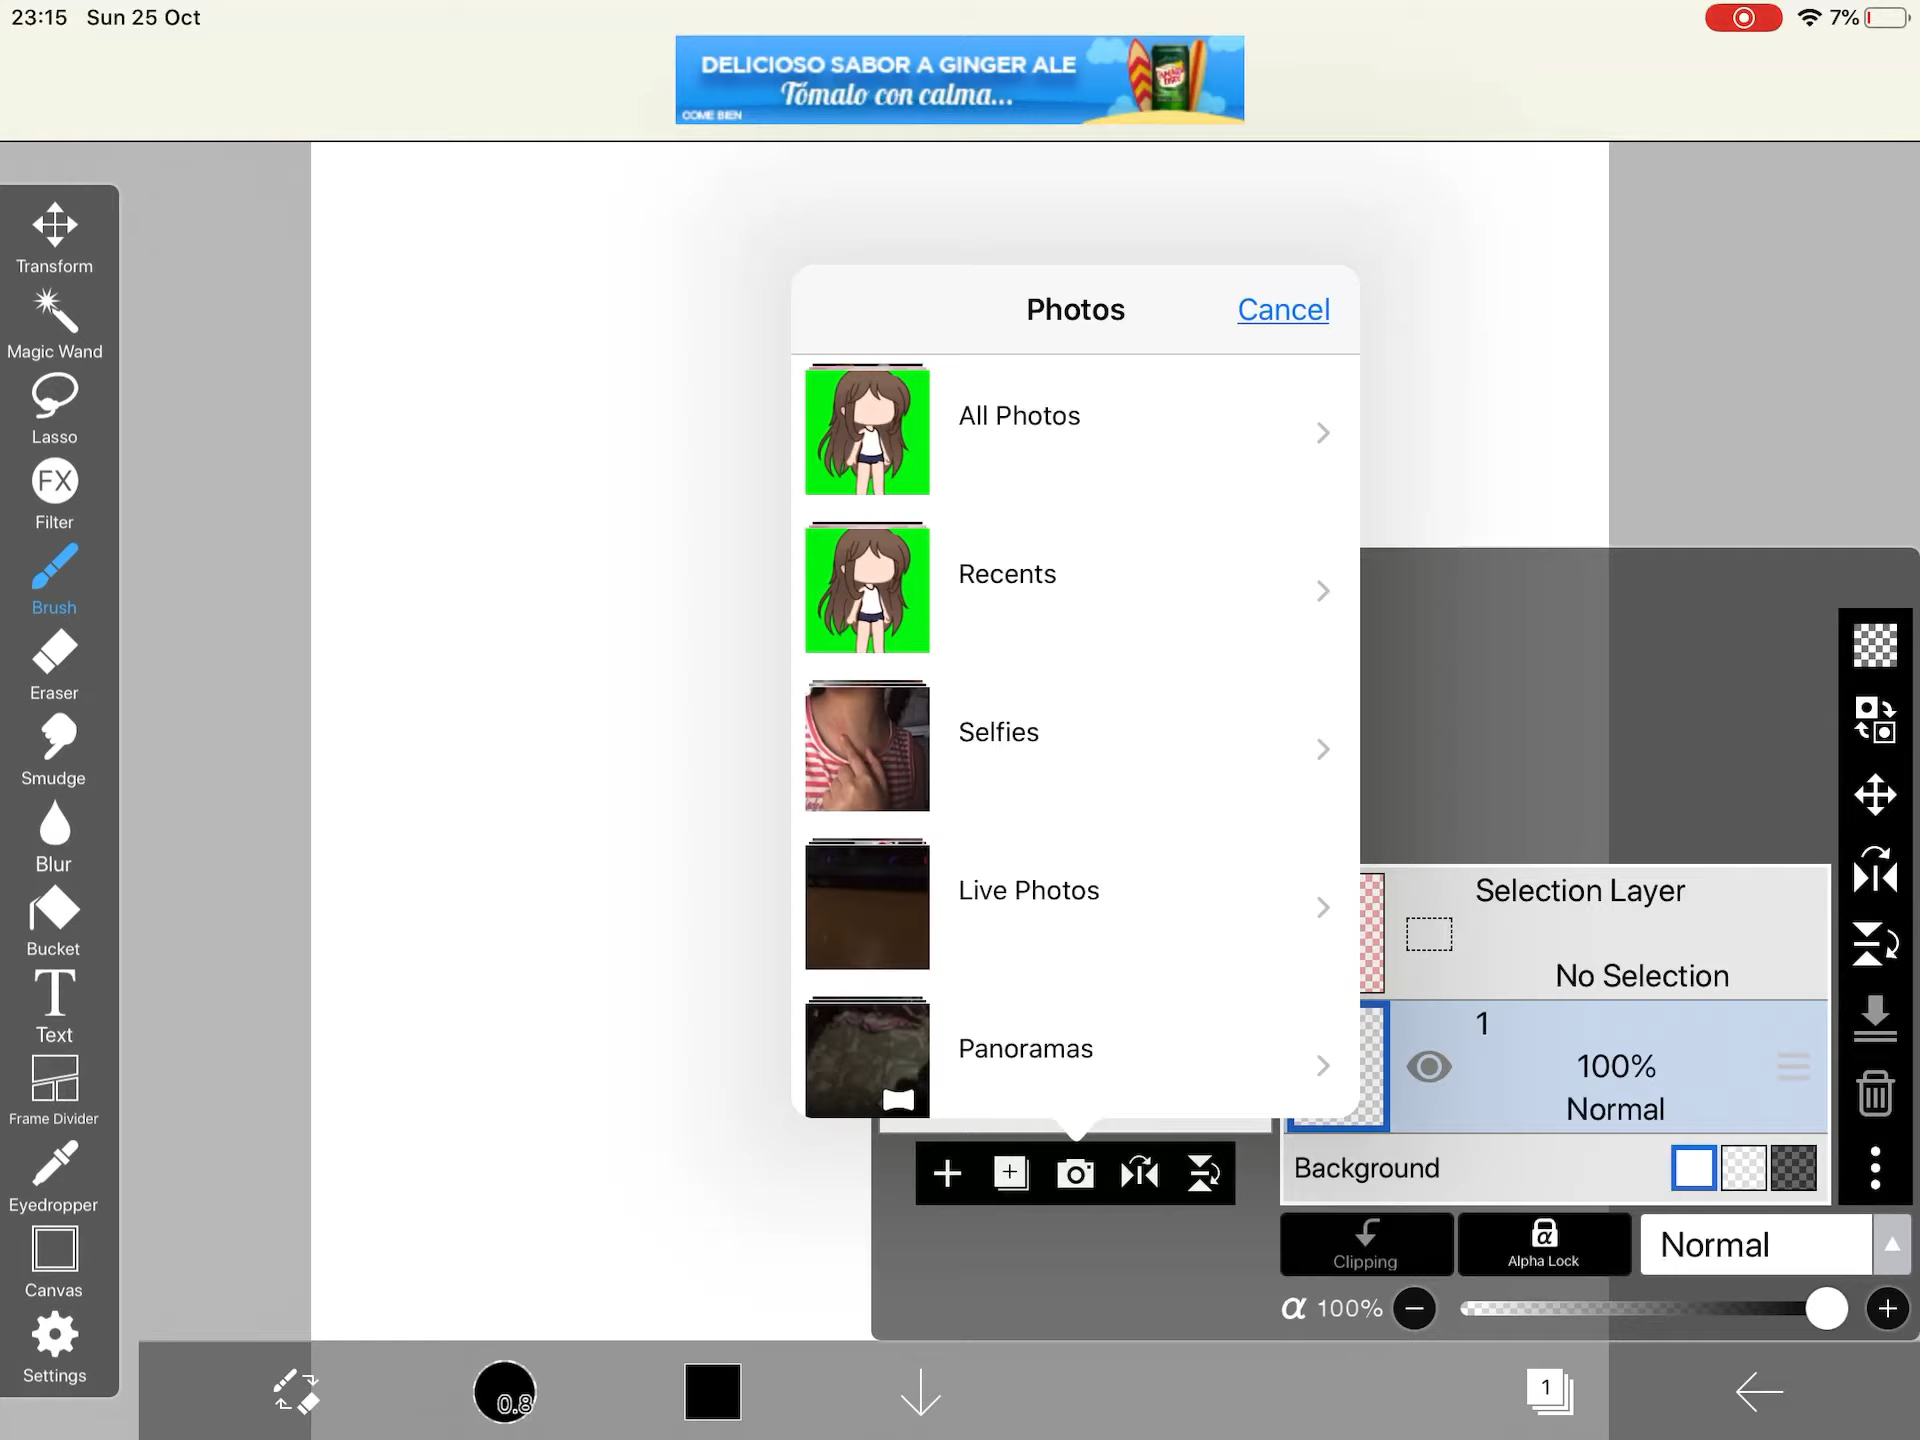 23:15 Sun 25 Oct
7%
DELICIOSO SABOR A GINGER ALE
Tómalo con calma...
COME BIEN
Transform
Magic Wand
Lasso
FX
Filter
Brush
Eraser
Smudge
Blur
Bucket
T
Text
Frame Divider
Eyedropper
Canvas
Settings
Photos
Cancel
All Photos
Recents
Selfies
Live Photos
Panoramas
Selection Layer
No Selection
1
100%
Normal
Background
Clipping
α
Alpha Lock
Normal
α 100%
0.8
1